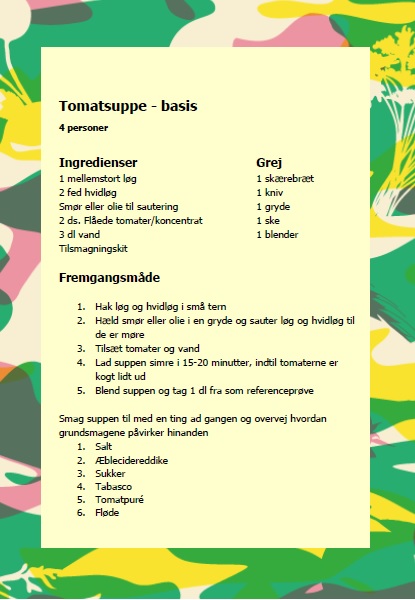 Tomatsuppe - basis
4 personer
Ingredienser
1 mellemstort løg
2 fed hvidløg
Smør eller olie til sautering
2 ds. Flåede tomater/koncentrat
3 dl vand
Tilsmagningskit
Grej
1 skærebræt
1 kniv
1 gryde
1 ske
1 blender
Fremgangsmåde
1. Hak løg og hvidløg i små tern
2. Hæld smør eller olie i en gryde og sauter løg og hvidløg til
de er møre
3. Tilsæt tomater og vand
4. Lad suppen simre i 15-20 minutter, indtil tomaterne er
kogt lidt ud
5. Blend suppen og tag 1 dl fra som referenceprøve
Smag suppen til med en ting ad gangen og overvej hvordan
grundsmagene påvirker hinanden
1. Salt
2. Æblecidereddike
3. Sukker
4. Tabasco
5. Tomatpuré
6. Fløde